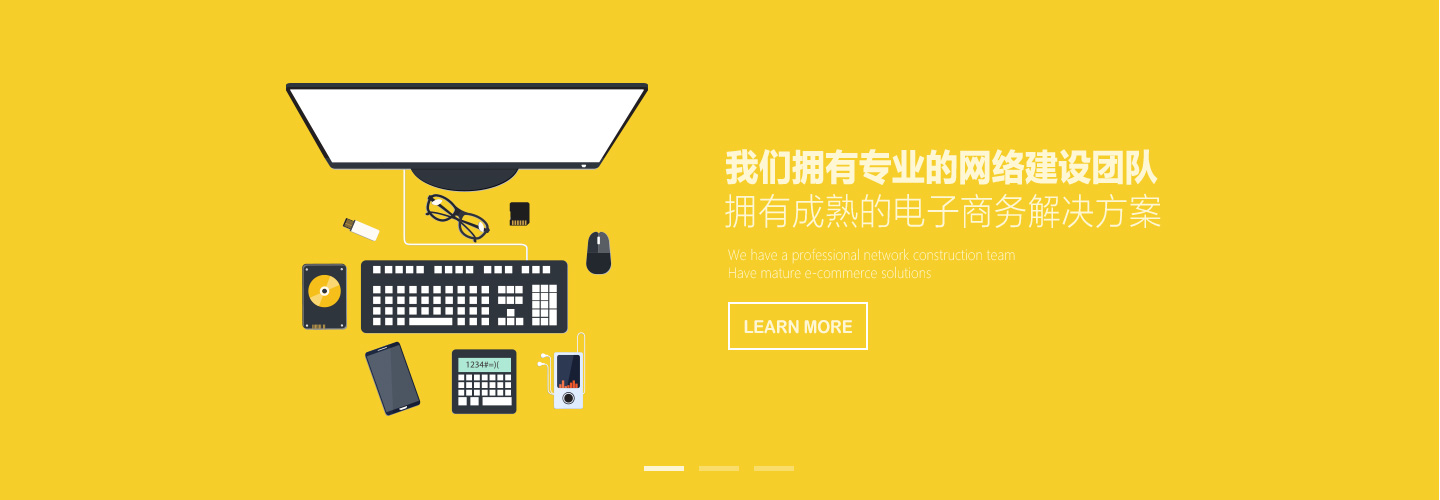 我们拥有专业的网络建设团队
拥有成熟的电子商务解决方案
We have a professional network construction team
Have mature e-commerce solutions
LEARN MORE
1234#=)(